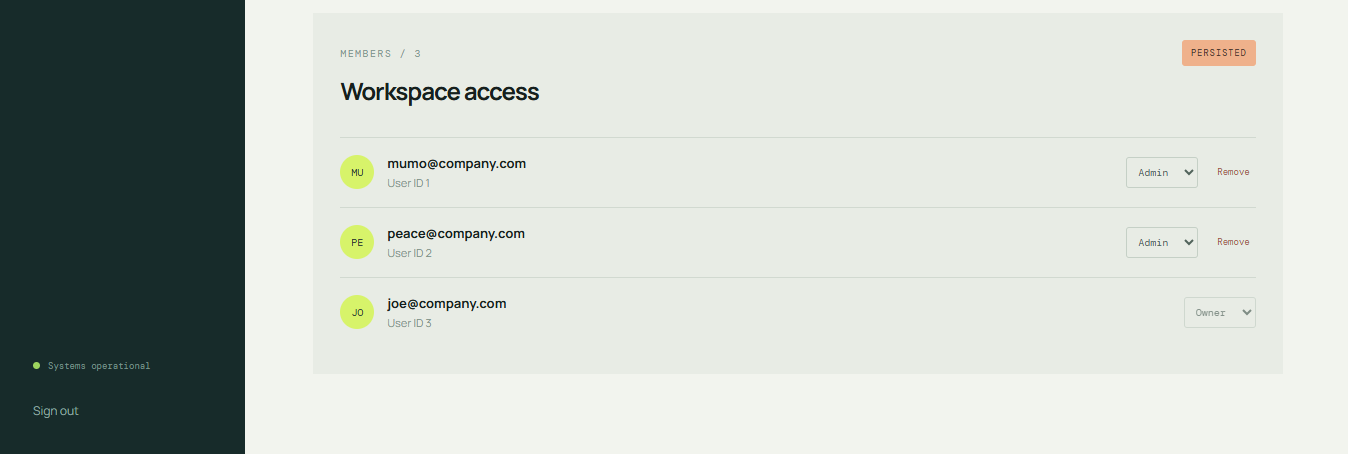 MEMBERS / 3
PERSISTED
Workspace access
MU
mumo@company.com
User ID 1
Admin
Remove
PE
peace@company.com
User ID 2
Admin
Remove
JO
joe@company.com
User ID 3
Owner
Systems operational
Sign out